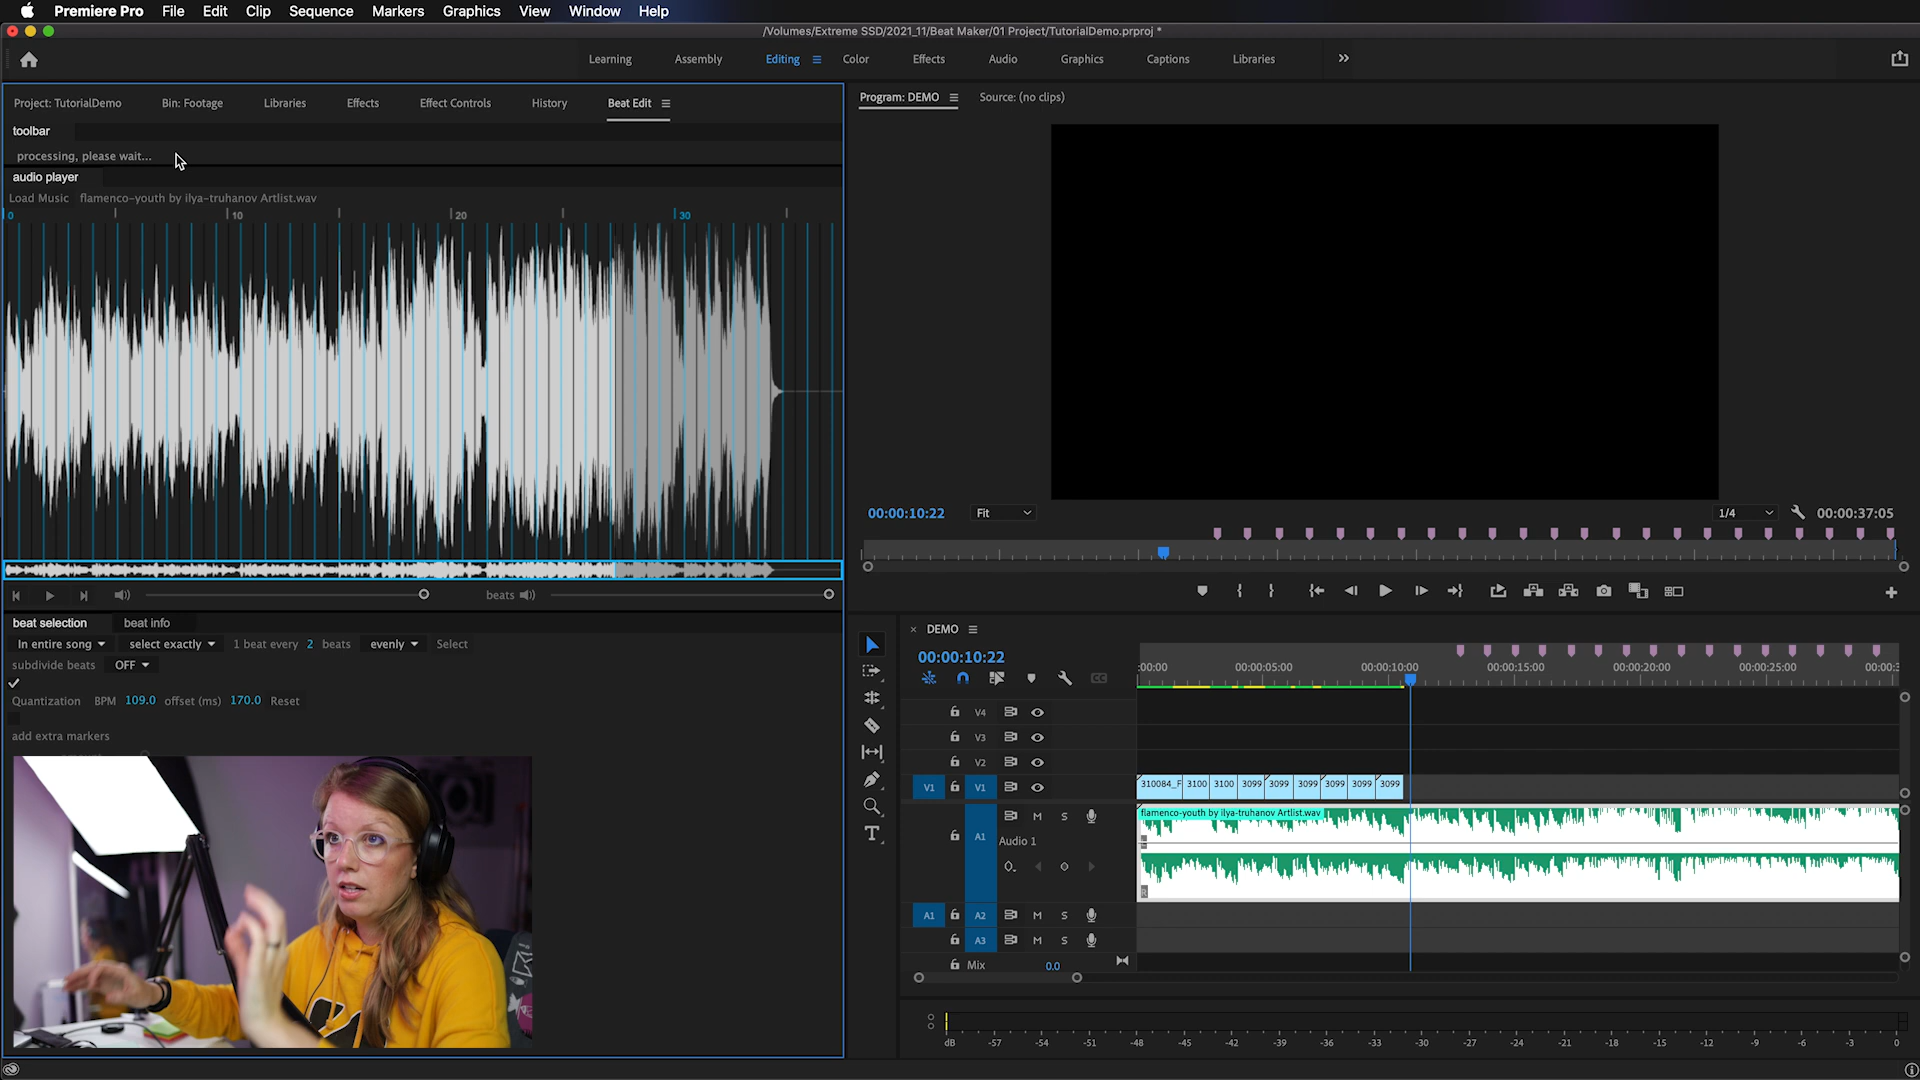 Premiere Pro File Edit Clip Sequence Markers Graphics View Window Help
/Volumes/Extreme SSD/2021_11/Beat Maker/01 Project/TutorialDemo.prproj *
Learning Assembly Editing Color Effects Audio Graphics Captions Libraries
Project: TutorialDemo Bin: Footage Libraries Effects Effect Controls History Beat Edit
toolbar
processing, please wait...
audio player
Load Music flamenco-youth by ilya-truhanov Artlist.wav
0 10 20 30
beats
beat selection beat info
In entire song select exactly 1 beat every 2 beats evenly Select
subdivide beats OFF
Quantization BPM 109.0 offset (ms) 170.0 Reset
add extra markers
Program: DEMO Source: (no clips)
00:00:10:22 Fit 1/4 00:00:37:05
DEMO
00:00:10:22
:00:00 00:00:05:00 00:00:10:00 00:00:15:00 00:00:20:00 00:00:25:00 00:00:3
V4
V3
V2
V1 V1
310084_F 3100 3100 3099 3099 3099 3099 3099 3099
M S
flamenco-youth by ilya-truhanov Artlist.wav
A1
Audio 1
A1 A2 M S
A3 M S
Mix 0.0
dB -57 -54 -51 -48 -45 -42 -39 -36 -33 -30 -27 -24 -21 -18 -15 -12 -9 -6 -3 0